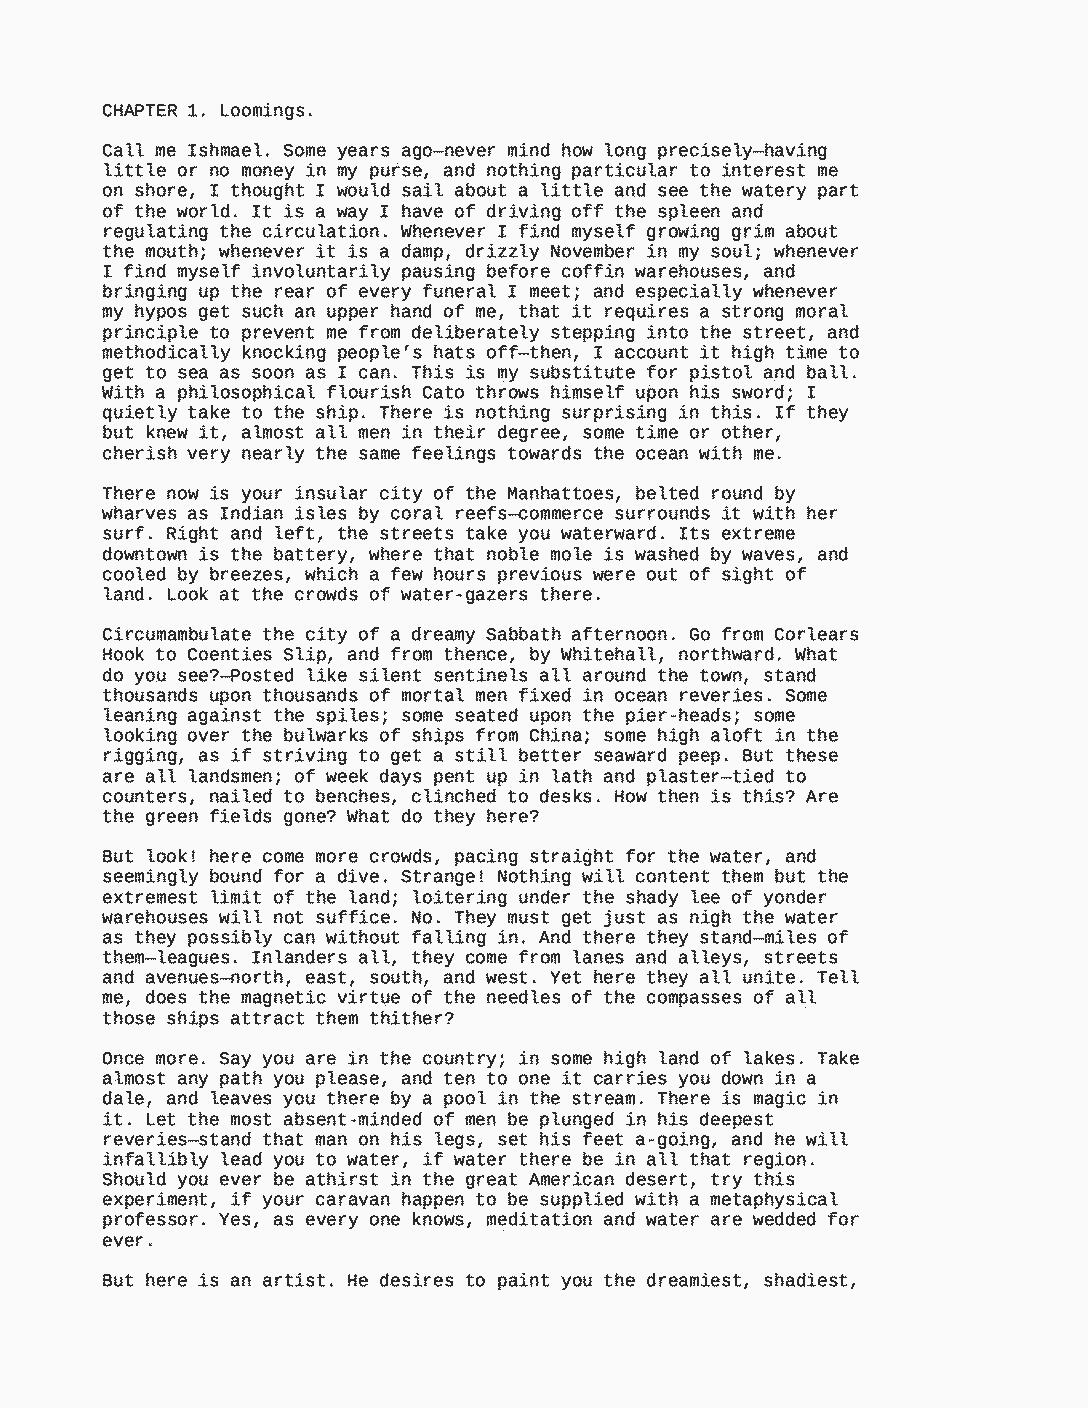 CHAPTER 1. Loomings.

Call me Ishmael. Some years ago—never mind how long precisely—having
little or no money in my purse, and nothing particular to interest me
on shore, I thought I would sail about a little and see the watery part
of the world. It is a way I have of driving off the spleen and
regulating the circulation. Whenever I find myself growing grim about
the mouth; whenever it is a damp, drizzly November in my soul; whenever
I find myself involuntarily pausing before coffin warehouses, and
bringing up the rear of every funeral I meet; and especially whenever
my hypos get such an upper hand of me, that it requires a strong moral
principle to prevent me from deliberately stepping into the street, and
methodically knocking people’s hats off—then, I account it high time to
get to sea as soon as I can. This is my substitute for pistol and ball.
With a philosophical flourish Cato throws himself upon his sword; I
quietly take to the ship. There is nothing surprising in this. If they
but knew it, almost all men in their degree, some time or other,
cherish very nearly the same feelings towards the ocean with me.

There now is your insular city of the Manhattoes, belted round by
wharves as Indian isles by coral reefs—commerce surrounds it with her
surf. Right and left, the streets take you waterward. Its extreme
downtown is the battery, where that noble mole is washed by waves, and
cooled by breezes, which a few hours previous were out of sight of
land. Look at the crowds of water-gazers there.

Circumambulate the city of a dreamy Sabbath afternoon. Go from Corlears
Hook to Coenties Slip, and from thence, by Whitehall, northward. What
do you see?—Posted like silent sentinels all around the town, stand
thousands upon thousands of mortal men fixed in ocean reveries. Some
leaning against the spiles; some seated upon the pier-heads; some
looking over the bulwarks of ships from China; some high aloft in the
rigging, as if striving to get a still better seaward peep. But these
are all landsmen; of week days pent up in lath and plaster—tied to
counters, nailed to benches, clinched to desks. How then is this? Are
the green fields gone? What do they here?

But look! here come more crowds, pacing straight for the water, and
seemingly bound for a dive. Strange! Nothing will content them but the
extremest limit of the land; loitering under the shady lee of yonder
warehouses will not suffice. No. They must get just as nigh the water
as they possibly can without falling in. And there they stand—miles of
them—leagues. Inlanders all, they come from lanes and alleys, streets
and avenues—north, east, south, and west. Yet here they all unite. Tell
me, does the magnetic virtue of the needles of the compasses of all
those ships attract them thither?

Once more. Say you are in the country; in some high land of lakes. Take
almost any path you please, and ten to one it carries you down in a
dale, and leaves you there by a pool in the stream. There is magic in
it. Let the most absent-minded of men be plunged in his deepest
reveries—stand that man on his legs, set his feet a-going, and he will
infallibly lead you to water, if water there be in all that region.
Should you ever be athirst in the great American desert, try this
experiment, if your caravan happen to be supplied with a metaphysical
professor. Yes, as every one knows, meditation and water are wedded for
ever.

But here is an artist. He desires to paint you the dreamiest, shadiest,